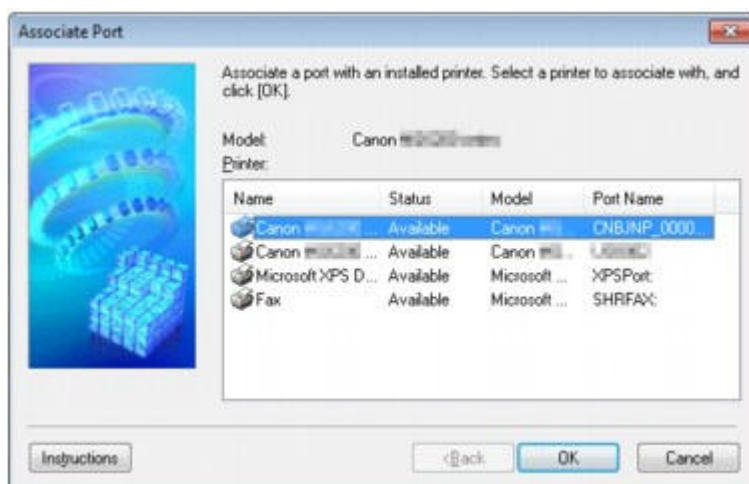 Associate Port
Associate a port with an installed printer. Select a printer to associate with, and
click [OK].
Model: Canon
Printer:
Name Status Model Port Name
Canon ... Available Canon CNBJNP_0000...
Canon ... Available Canon
Microsoft XPS D... Available Microsoft ... XPSPort:
Fax Available Microsoft ... SHRFAX:
Instructions <Back OK Cancel